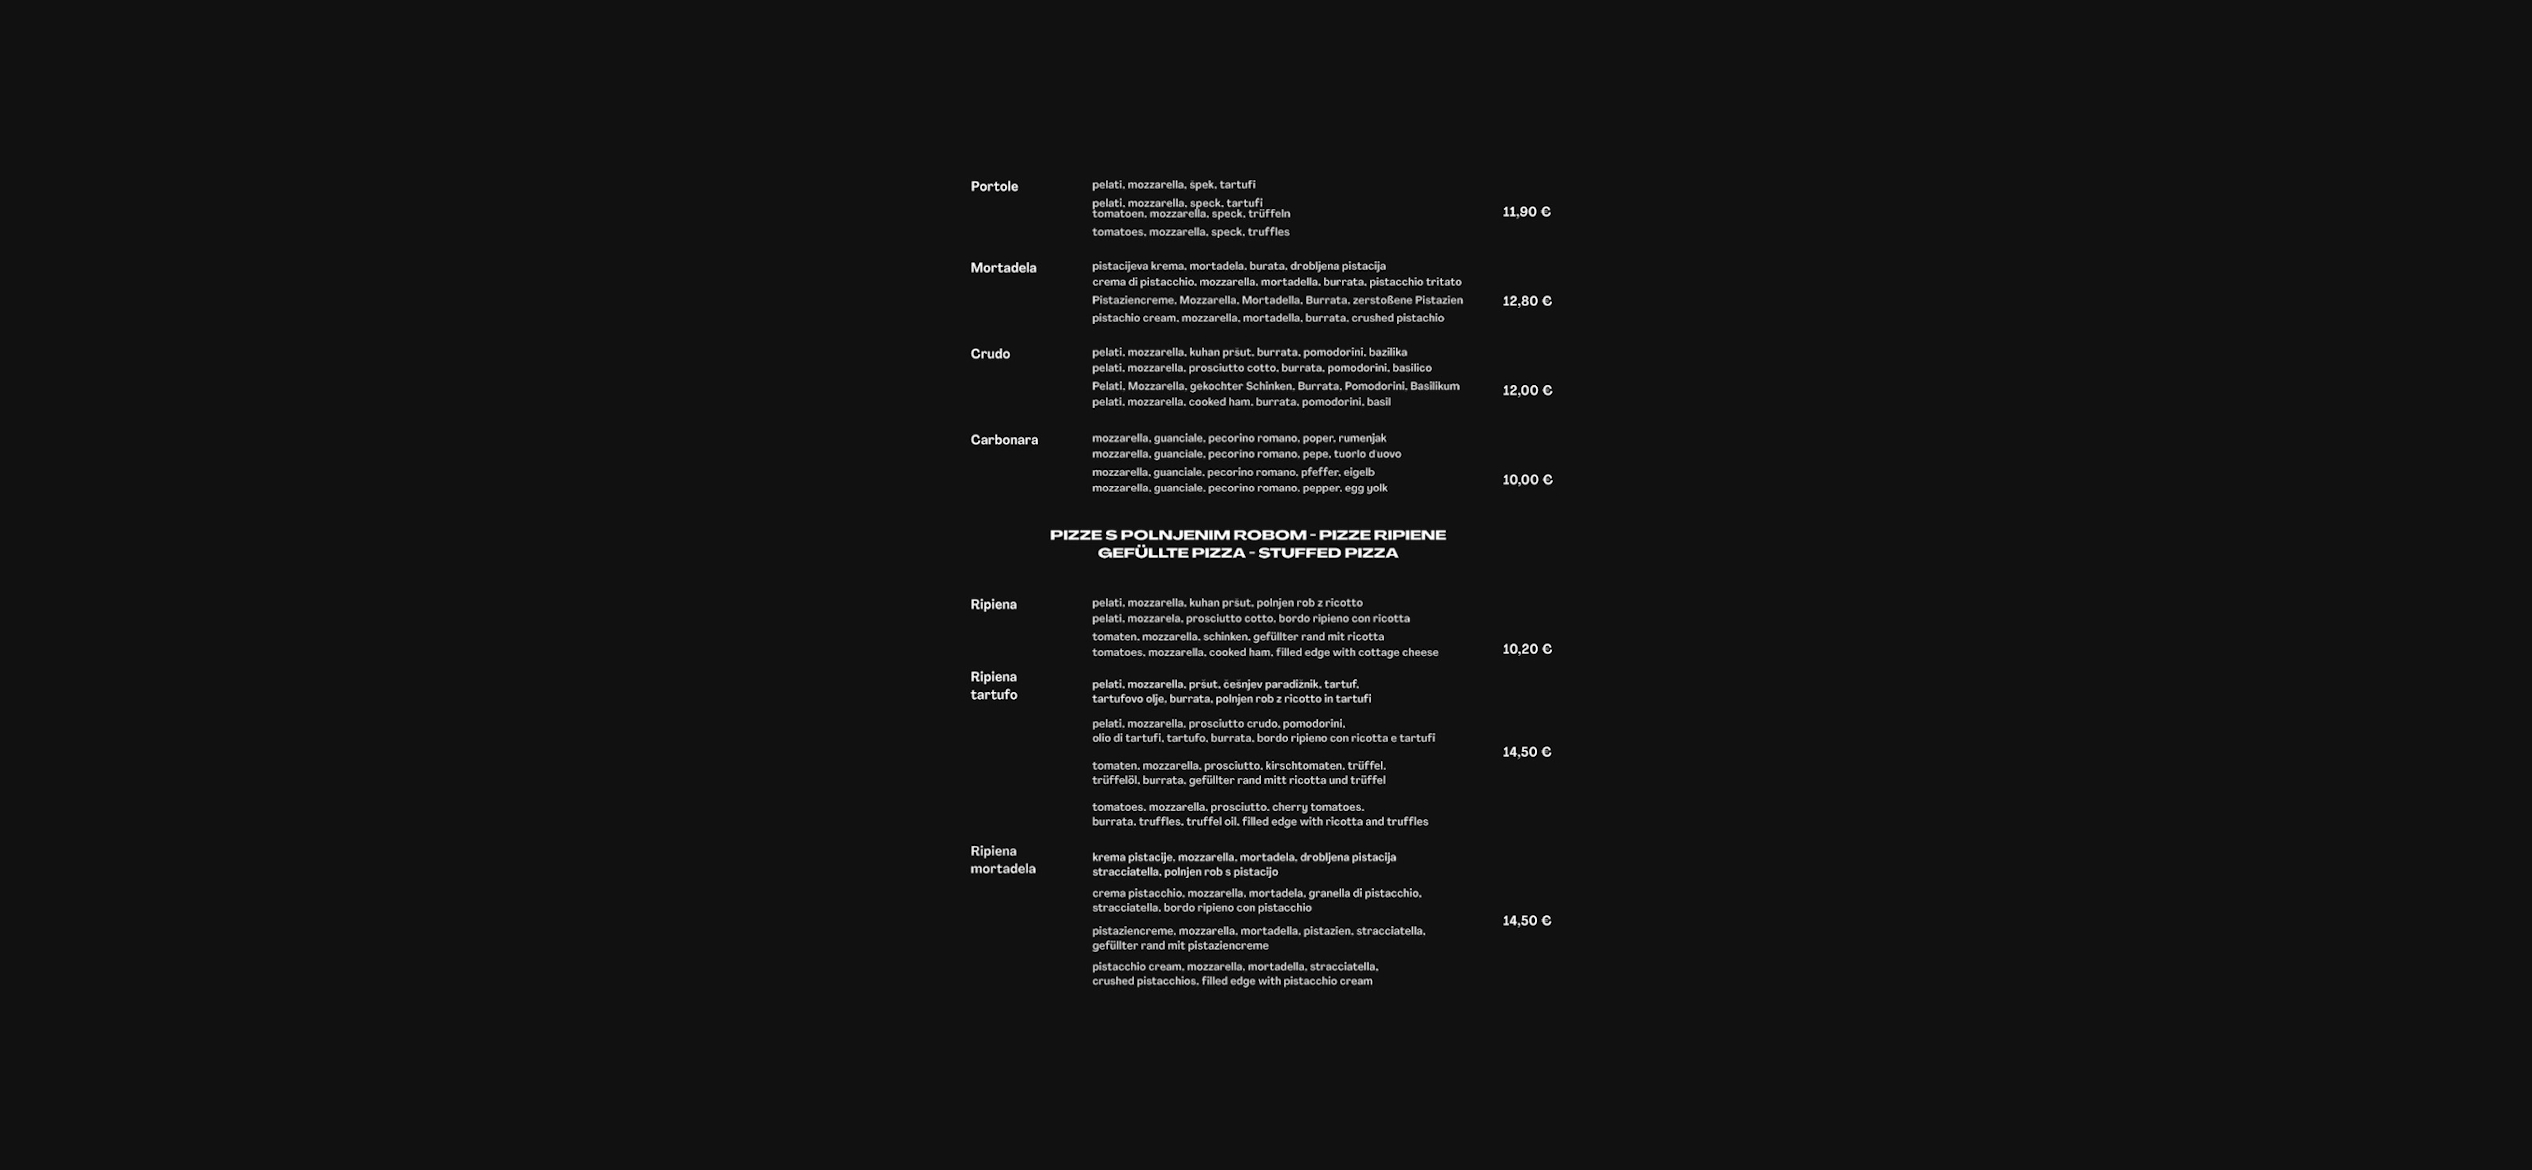 Portole
pelati, mozzarella, špek, tartufi
pelati, mozzarella, speck, tartufi
tomatoen, mozzarella, speck, trüffeln
11,90 €
tomatoes, mozzarella, speck, truffles
Mortadela
pistacijeva krema, mortadela, burata, drobljena pistacija
crema di pistacchio, mozzarella, mortadella, burrata, pistacchio tritato
Pistaziencreme, Mozzarella, Mortadella, Burrata, zerstoßene Pistazien
12,80 €
pistachio cream, mozzarella, mortadella, burrata, crushed pistachio
Crudo
pelati, mozzarella, kuhan pršut, burrata, pomodorini, bazilika
pelati, mozzarella, prosciutto cotto, burrata, pomodorini, basilico
Pelati, Mozzarella, gekochter Schinken, Burrata, Pomodorini, Basilikum
12,00 €
pelati, mozzarella, cooked ham, burrata, pomodorini, basil
Carbonara
mozzarella, guanciale, pecorino romano, poper, rumenjak
mozzarella, guanciale, pecorino romano, pepe, tuorlo d uovo
mozzarella, guanciale, pecorino romano, pfeffer, eigelb
10,00 €
mozzarella, guanciale, pecorino romano, pepper, egg yolk
PIZZE S POLNJENIM ROBOM - PIZZE RIPIENE
GEFÜLLTE PIZZA - STUFFED PIZZA
Ripiena
pelati, mozzarella, kuhan pršut, polnjen rob z ricotto
pelati, mozzarela, prosciutto cotto, bordo ripieno con ricotta
tomaten, mozzarella, schinken, gefüllter rand mit ricotta
tomatoes, mozzarella, cooked ham, filled edge with cottage cheese
10,20 €
Ripiena
tartufo
pelati, mozzarella, pršut, češnjev paradižnik, tartuf,
tartufovo olje, burrata, polnjen rob z ricotto in tartufi
pelati, mozzarella, prosciutto crudo, pomodorini,
olio di tartufi, tartufo, burrata, bordo ripieno con ricotta e tartufi
14,50 €
tomaten, mozzarella, prosciutto, kirschtomaten, trüffel,
trüffelöl, burrata, gefüllter rand mitt ricotta und trüffel
tomatoes, mozzarella, prosciutto, cherry tomatoes,
burrata, truffles, truffel oil, filled edge with ricotta and truffles
Ripiena
mortadela
krema pistacije, mozzarella, mortadela, drobljena pistacija
stracciatella, polnjen rob s pistacijo
crema pistacchio, mozzarella, mortadela, granella di pistacchio,
stracciatella, bordo ripieno con pistacchio
14,50 €
pistaziencreme, mozzarella, mortadella, pistazien, stracciatella,
gefüllter rand mit pistaziencreme
pistacchio cream, mozzarella, mortadella, stracciatella,
crushed pistacchios, filled edge with pistacchio cream